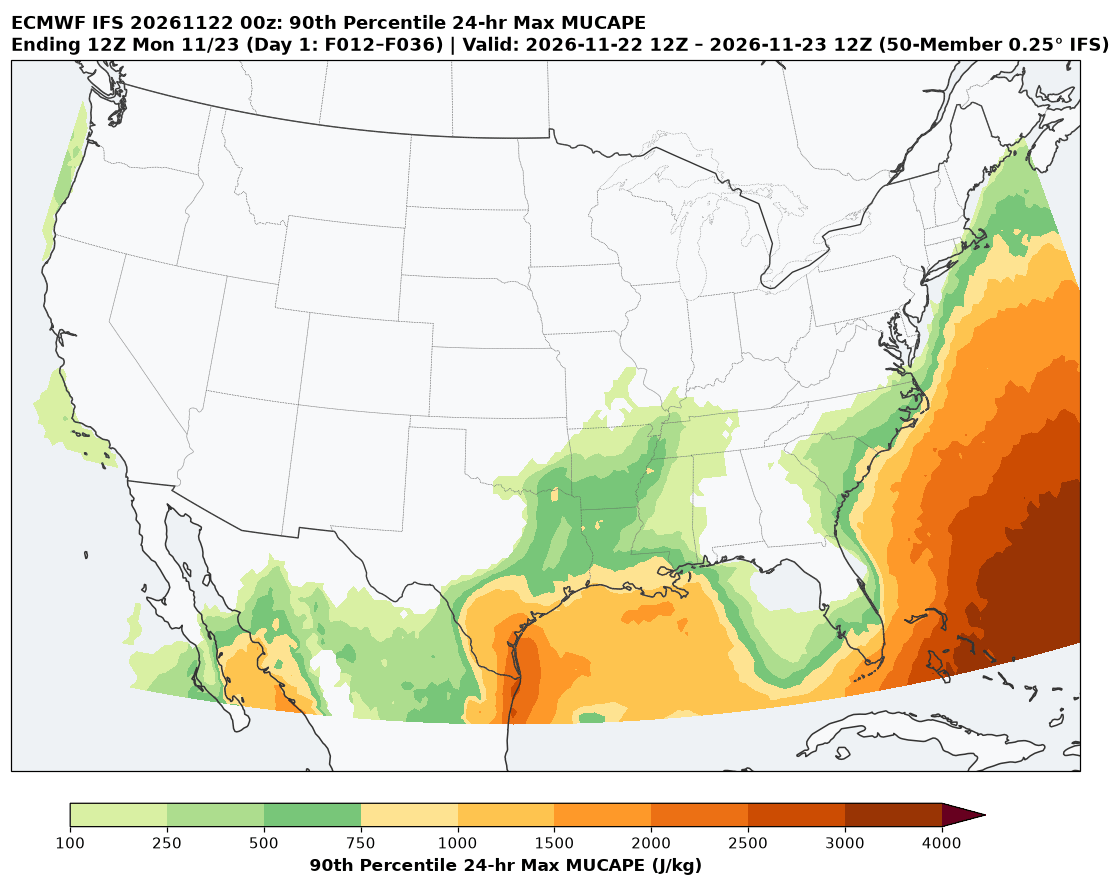 ECMWF IFS 20261122 00z: 90th Percentile 24-hr Max MUCAPE
Ending 12Z Mon 11/23 (Day 1: F012–F036) | Valid: 2026-11-22 12Z – 2026-11-23 12Z (50-Member 0.25° IFS)
100 250 500 750 1000 1500 2000 2500 3000 4000
90th Percentile 24-hr Max MUCAPE (J/kg)